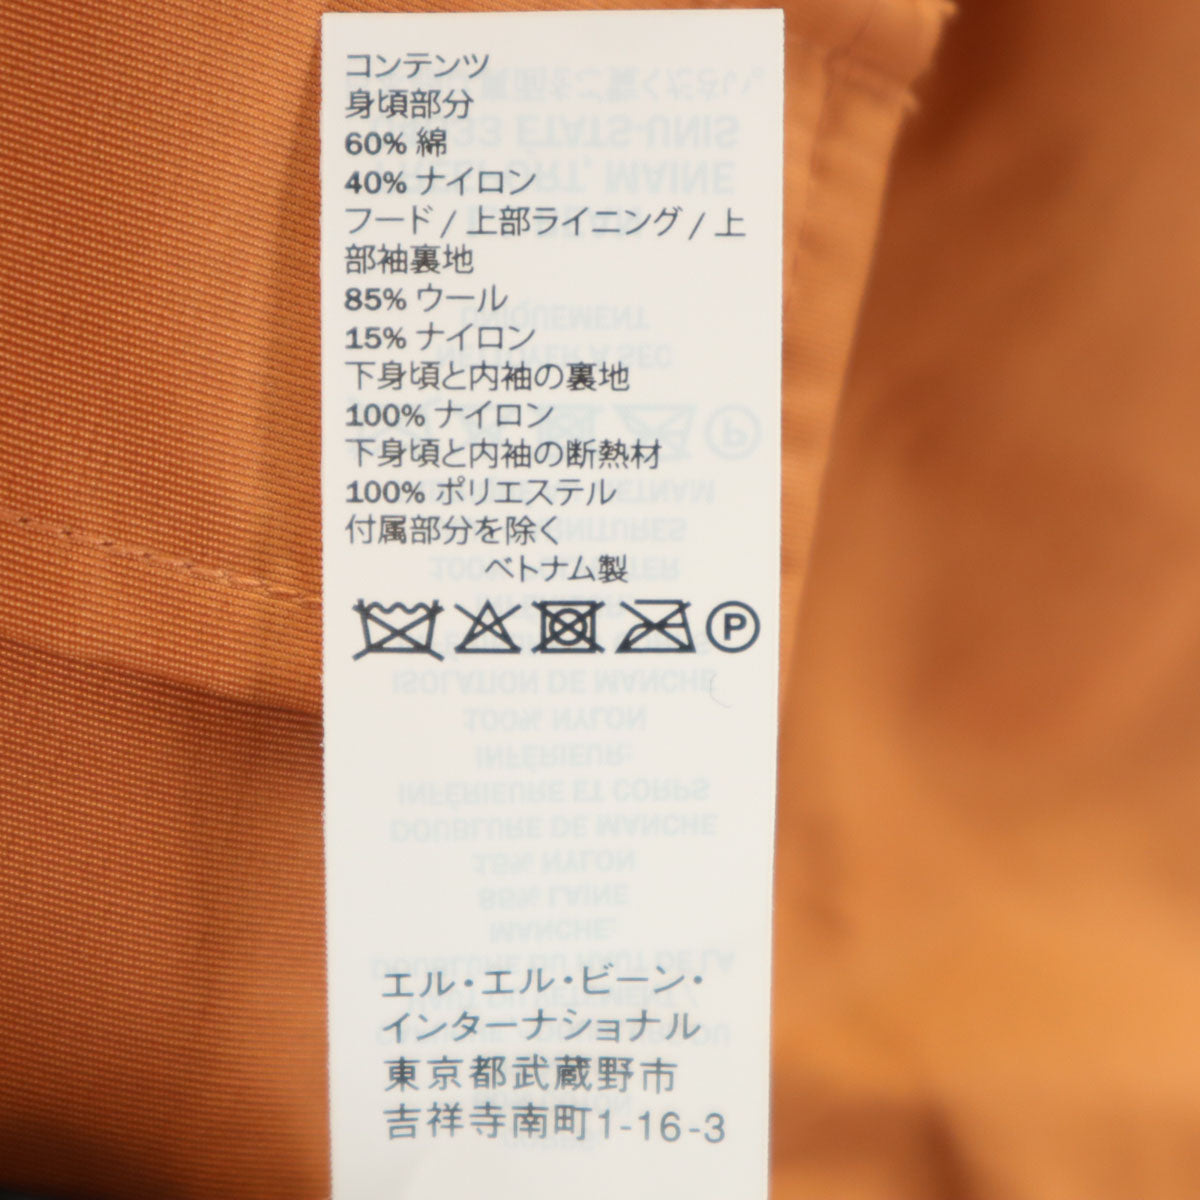 コンテンツ
身頃部分
60% 綿
40% ナイロン
フード / 上部ライニング / 上
部袖裏地
85% ウール
15% ナイロン
下身頃と内袖の裏地
100% ナイロン
下身頃と内袖の断熱材
100% ポリエステル
付属部分を除く
ベトナム製
P
エル・エル・ビーン・
インターナショナル
東京都武蔵野市
吉祥寺南町1-16-3